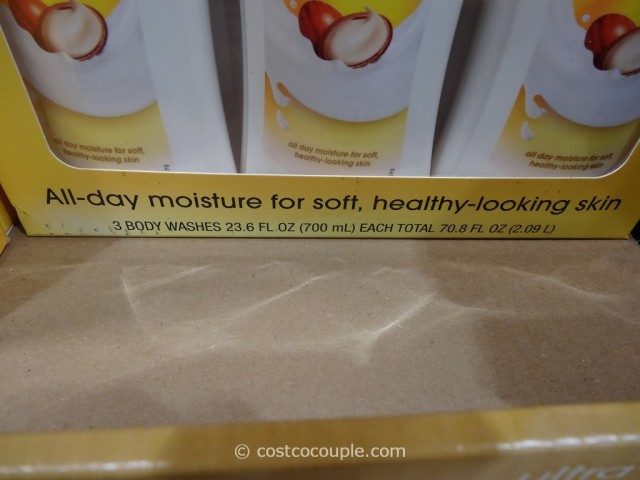 all day moisture for soft,
healthy-looking skin
all day moisture for soft,
healthy-looking skin
all day moisture for soft,
healthy-looking skin
All-day moisture for soft, healthy-looking skin
3 BODY WASHES 23.6 FL OZ (700 mL) EACH TOTAL 70.8 FL OZ (2.09 L)
© costcocouple.com
ultra